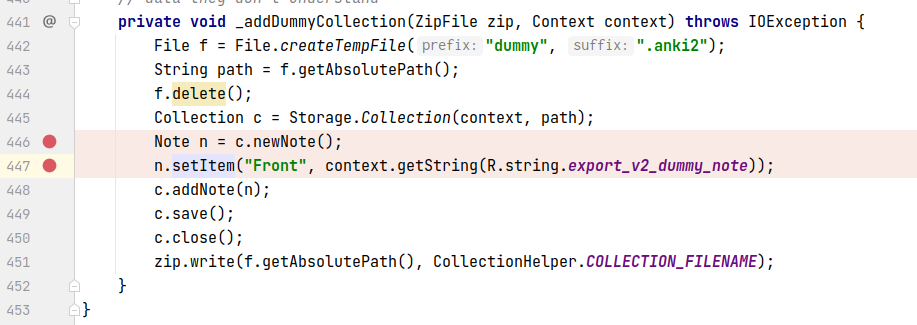 // data they don't understand
441 @ private void _addDummyCollection(ZipFile zip, Context context) throws IOException {
442 File f = File.createTempFile( prefix: "dummy", suffix: ".anki2");
443 String path = f.getAbsolutePath();
444 f.delete();
445 Collection c = Storage.Collection(context, path);
446 Note n = c.newNote();
447 n.setItem("Front", context.getString(R.string.export_v2_dummy_note));
448 c.addNote(n);
449 c.save();
450 c.close();
451 zip.write(f.getAbsolutePath(), CollectionHelper.COLLECTION_FILENAME);
452 }
453 }